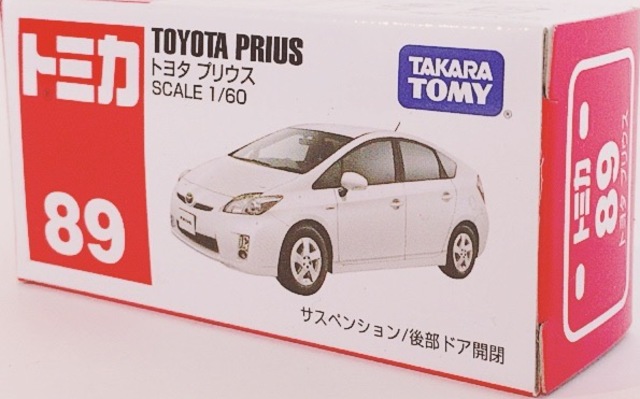 トミカ
89
TOYOTA PRIUS
トヨタ プリウス
SCALE 1/60
TAKARA
TOMY
サスペンション/後部ドア開閉
トミカ
89
トヨタ プリウス